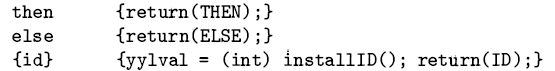 then {return(THEN);}
else {return(ELSE);}
{id} {yylval = (int) installID(); return(ID);}